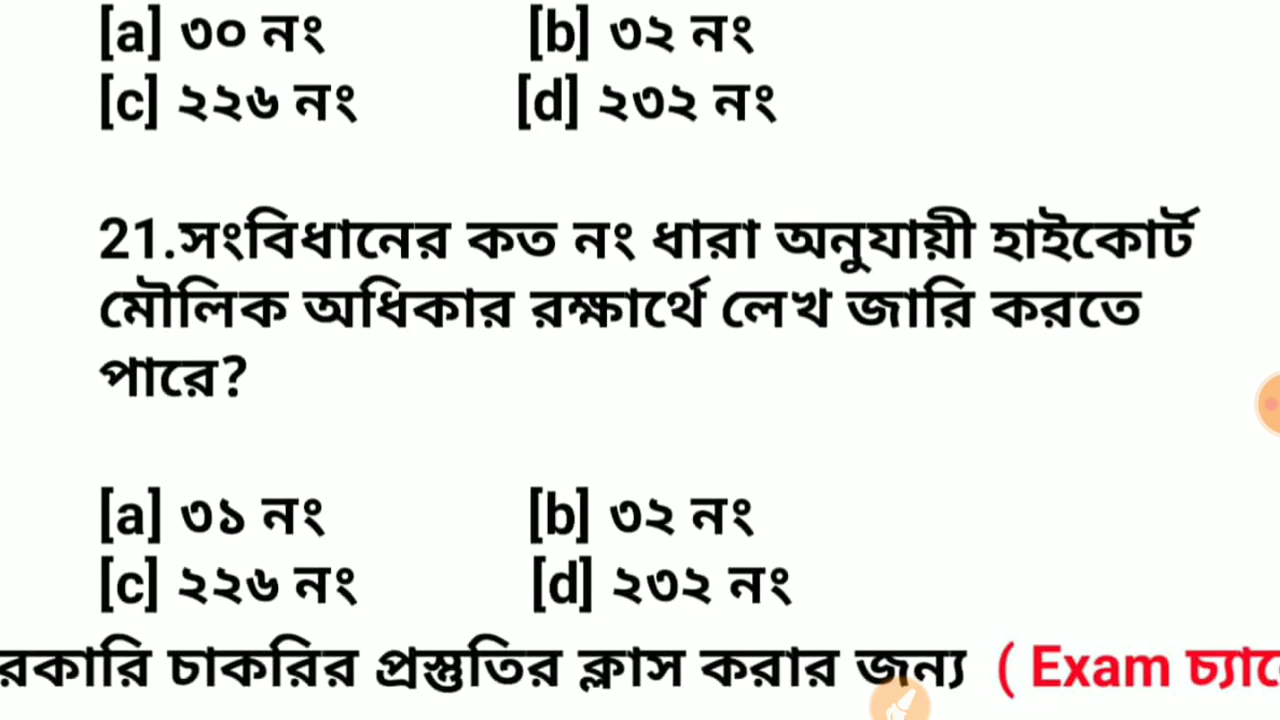 [a] ৩০ নং [b] ৩২ নং
[c] ২২৬ নং [d] ২৩২ নং
21.সংবিধানের কত নং ধারা অনুযায়ী হাইকোর্ট
মৌলিক অধিকার রক্ষার্থে লেখ জারি করতে
পারে?
[a] ৩১ নং [b] ৩২ নং
[c] ২২৬ নং [d] ২৩২ নং
রকারি চাকরির প্রস্তুতির ক্লাস করার জন্য ( Exam